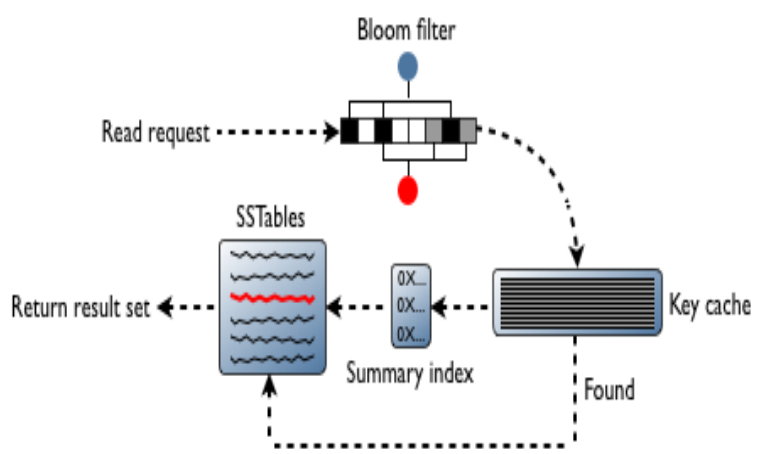 Bloom filter
Read request
SSTables
0X...
0X...
0X...
Return result set
Key cache
Summary index
Found